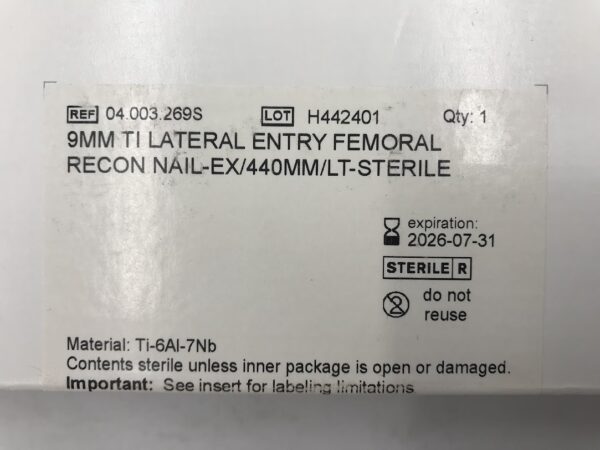 REF 04.003.269S LOT H442401 Qty: 1
9MM TI LATERAL ENTRY FEMORAL
RECON NAIL-EX/440MM/LT-STERILE
expiration:
2026-07-31
STERILE R
2 do not
reuse
Material: Ti-6Al-7Nb
Contents sterile unless inner package is open or damaged.
Important: See insert for labeling limitations